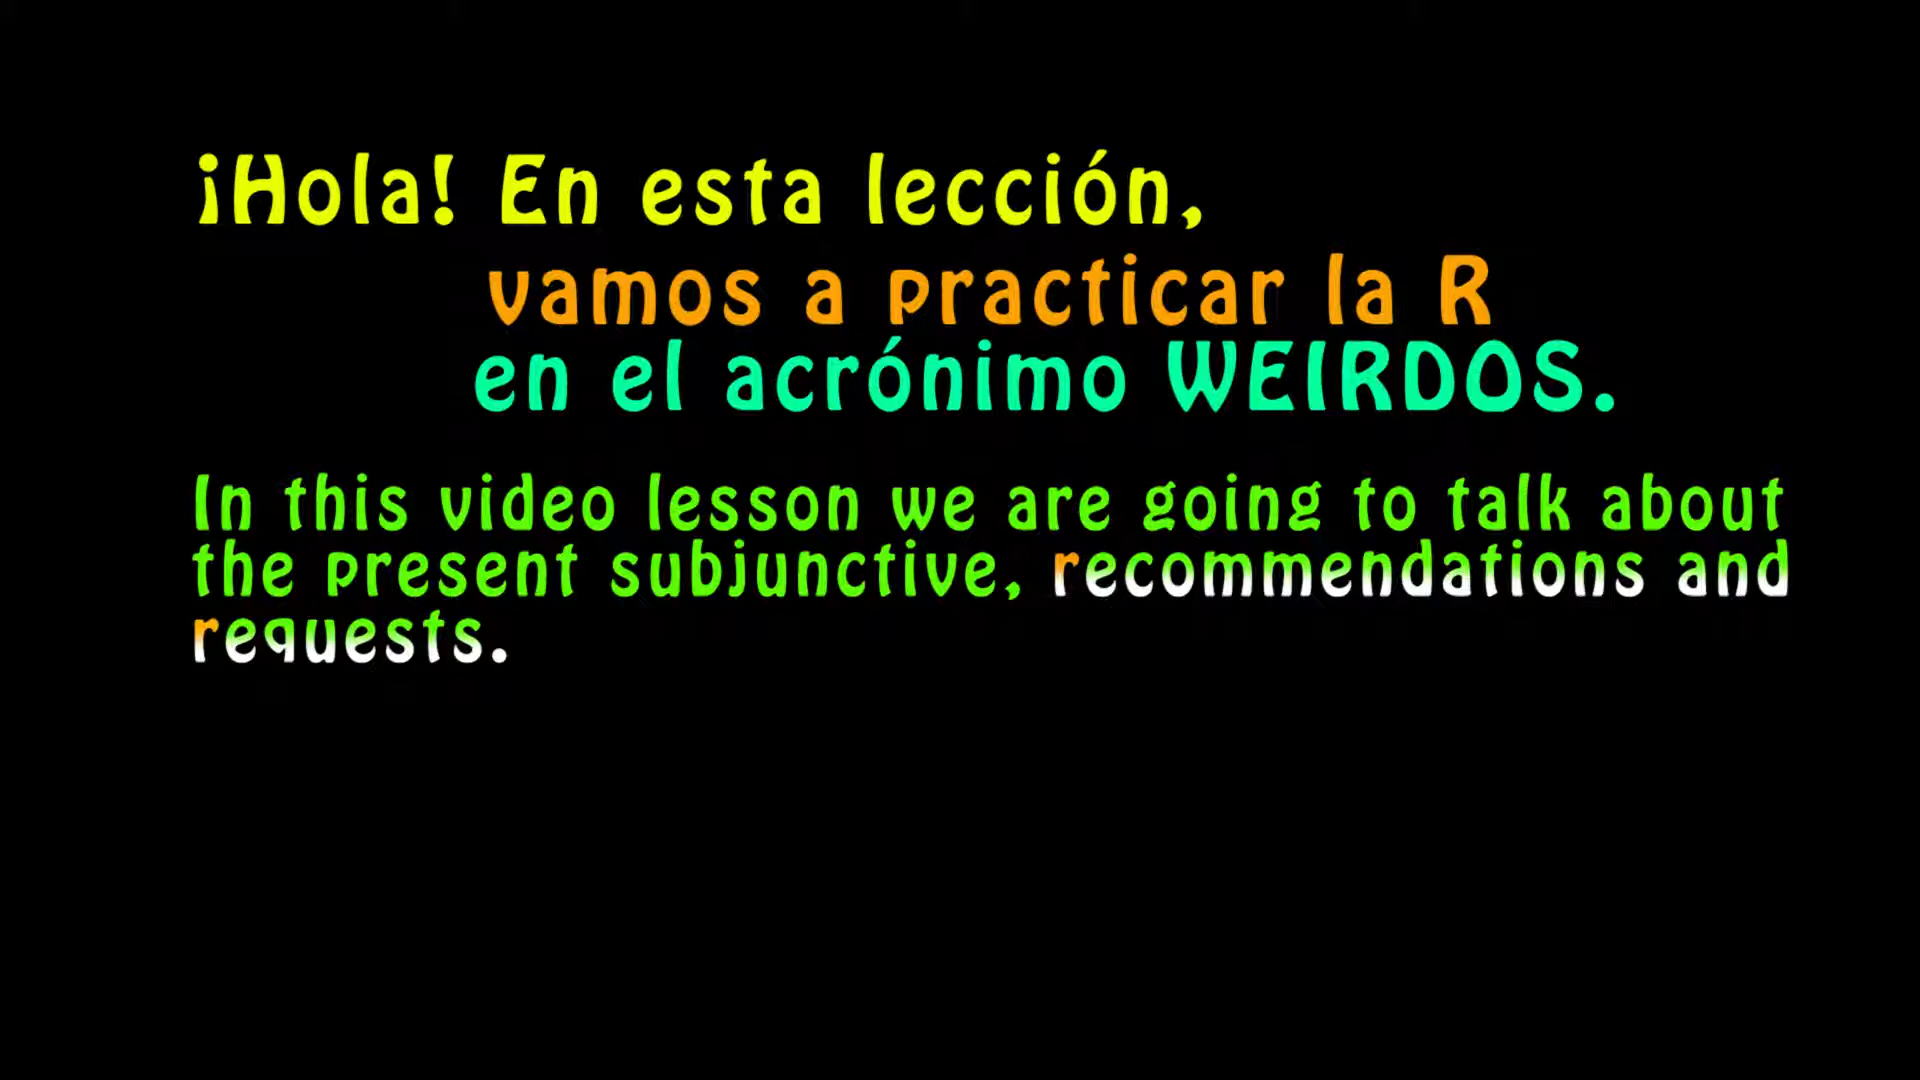 ¡Hola! En esta lección,
vamos a practicar la R
en el acrónimo WEIRDOS.
In this video lesson we are going to talk about
the present subjunctive, recommendations and
requests.